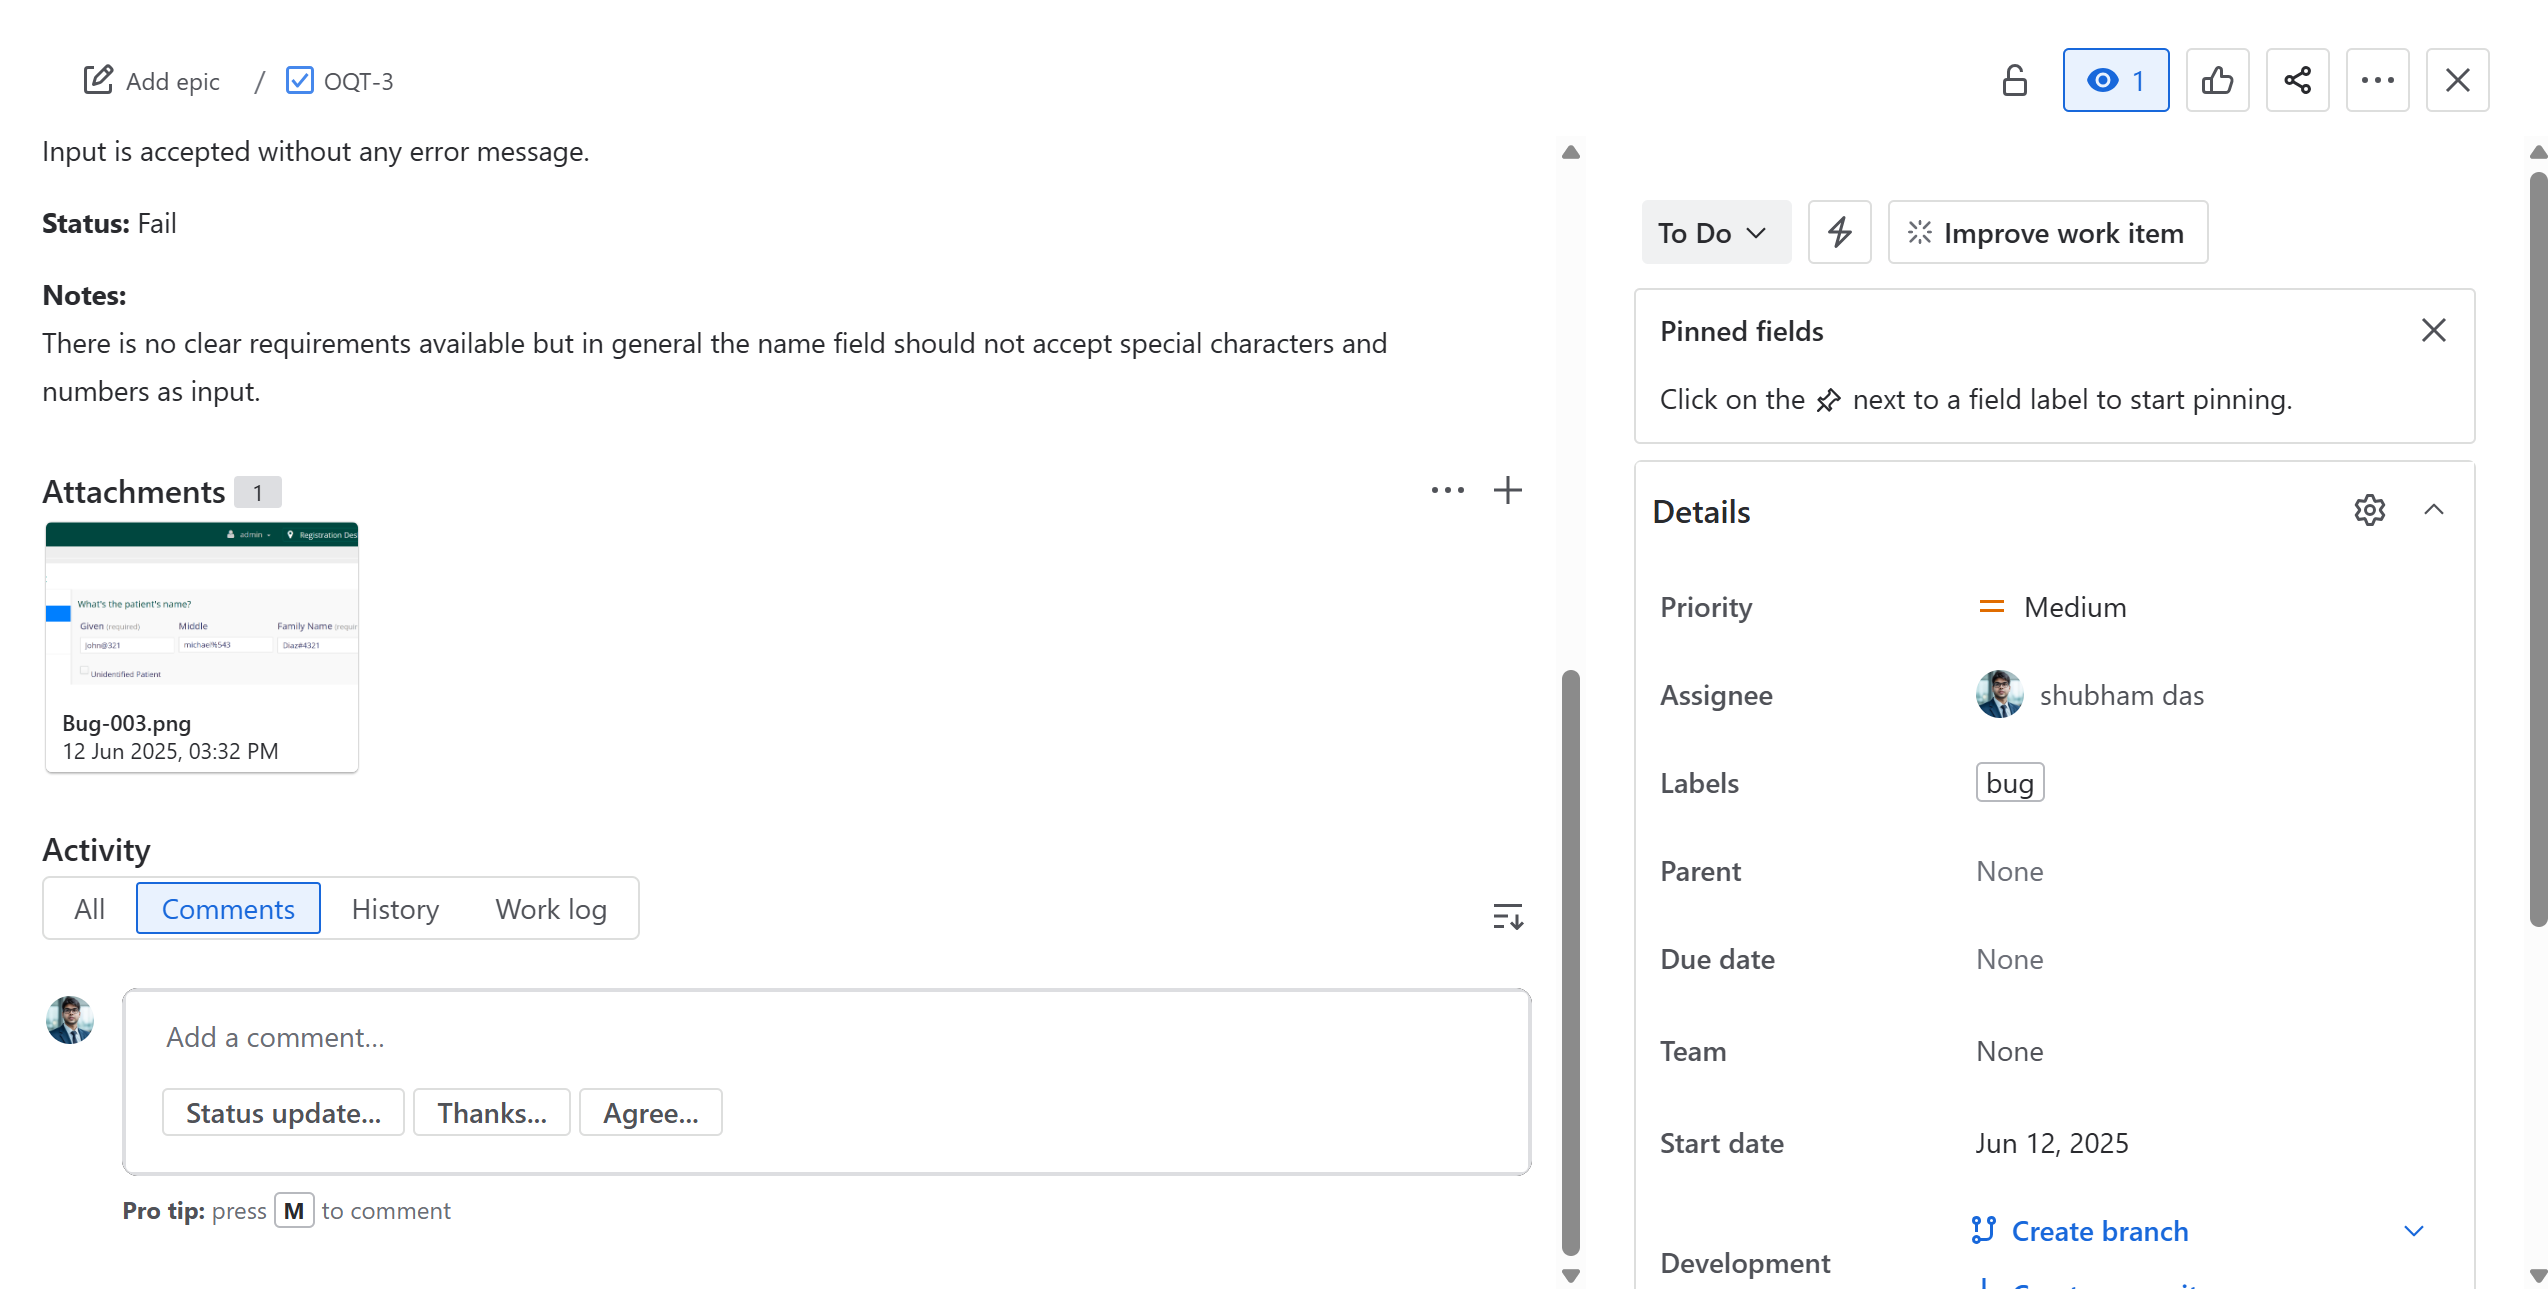 Add epic / OQT-3
1
Input is accepted without any error message.
Status: Fail
Notes:
There is no clear requirements available but in general the name field should not accept special characters and
numbers as input.
Attachments 1
admin
Registration Des
What's the patient's name?
Given (required) Middle Family Name (requir
John@321 michael%543 Diaz#4321
Unidentified Patient
Bug-003.png
12 Jun 2025, 03:32 PM
Activity
All Comments History Work log
Add a comment...
Status update... Thanks... Agree...
Pro tip: press M to comment
To Do
Improve work item
Pinned fields
Click on the next to a field label to start pinning.
Details
Priority Medium
Assignee shubham das
Labels bug
Parent None
Due date None
Team None
Start date Jun 12, 2025
Development Create branch